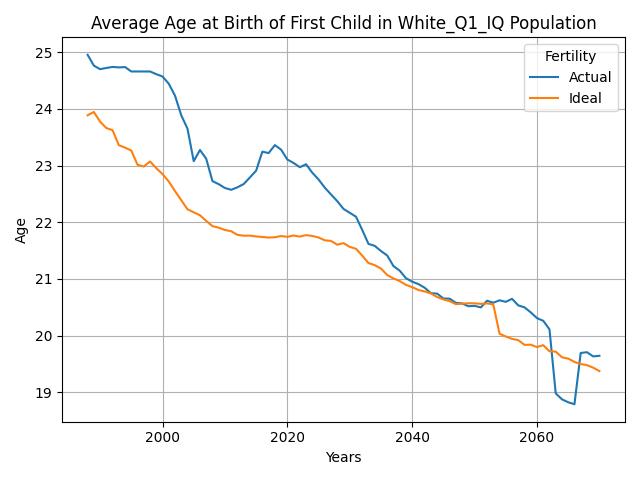 Average Age at Birth of First Child in White_Q1_IQ Population
Fertility
Actual
Ideal
25
24
23
22
21
20
19
Age
2000
2020
2040
2060
Years